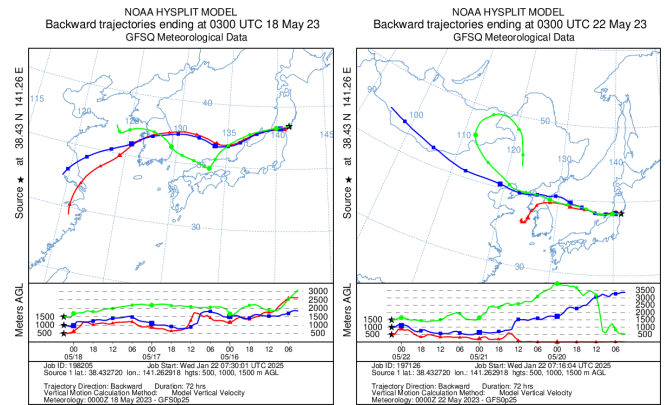 NOAA HYSPLIT MODEL
Backward trajectories ending at 0300 UTC 18 May 23
GFSQ Meteorological Data
Source ★ at 38.43 N 141.26 E
115
40
135
145
30
Meters AGL
1500
1000
500
3000
2500
2000
1500
1000
500
00 18 12 06 00 18 12 06 00 18 12 06
05/18 05/17 05/16
Job ID: 198205 Job Start: Wed Jan 22 07:30:01 UTC 2025
Source 1 lat.: 38.432720 lon.: 141.262918 hgts: 500, 1000, 1500 m AGL
Trajectory Direction: Backward Duration: 72 hrs
Vertical Motion Calculation Method: Model Vertical Velocity
Meteorology: 0000Z 18 May 2023 - GFS0p25
NOAA HYSPLIT MODEL
Backward trajectories ending at 0300 UTC 22 May 23
GFSQ Meteorological Data
Source ★ at 38.43 N 141.26 E
90
100
110
120
50
140
40
30
Meters AGL
1500
1000
500
3500
3000
2500
2000
1500
1000
500
00 18 12 06 00 18 12 06 00 18 12 06
05/22 05/21 05/20
Job ID: 197126 Job Start: Wed Jan 22 07:16:04 UTC 2025
Source 1 lat.: 38.432720 lon.: 141.262918 hgts: 500, 1000, 1500 m AGL
Trajectory Direction: Backward Duration: 72 hrs
Vertical Motion Calculation Method: Model Vertical Velocity
Meteorology: 0000Z 22 May 2023 - GFS0p25